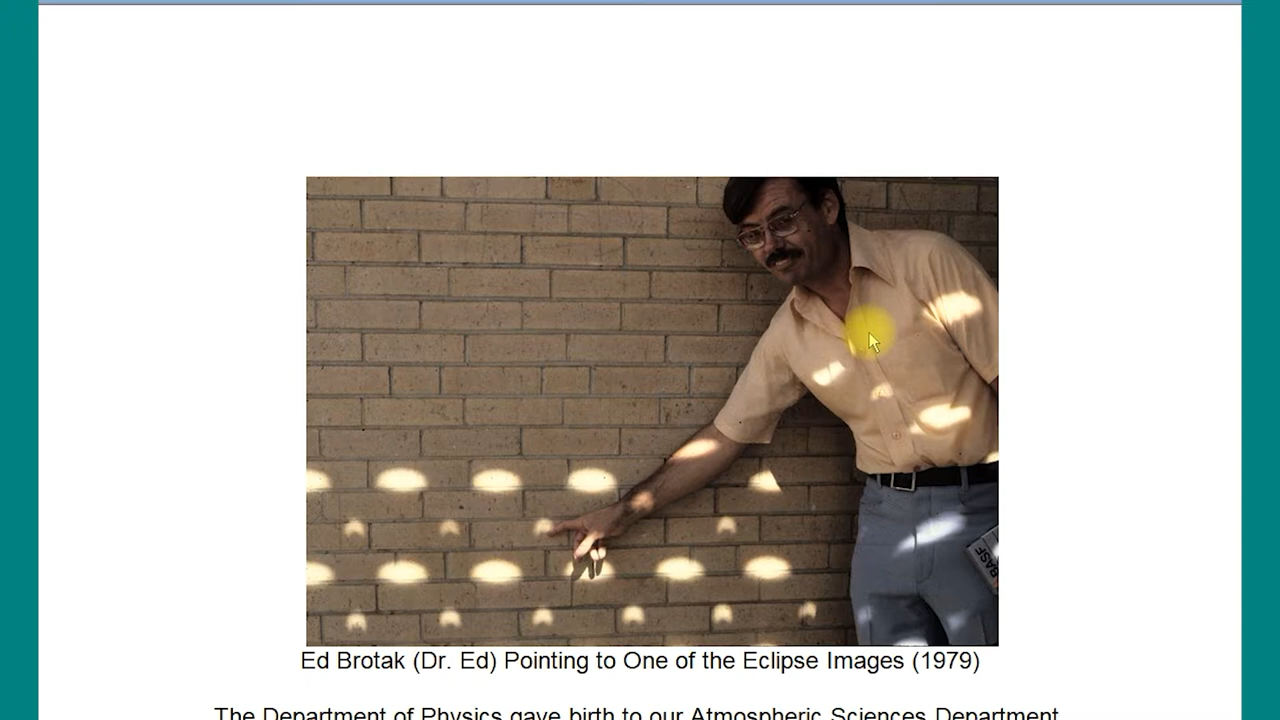 BASF
Ed Brotak (Dr. Ed) Pointing to One of the Eclipse Images (1979)
The Department of Physics gave birth to our Atmospheric Sciences Department